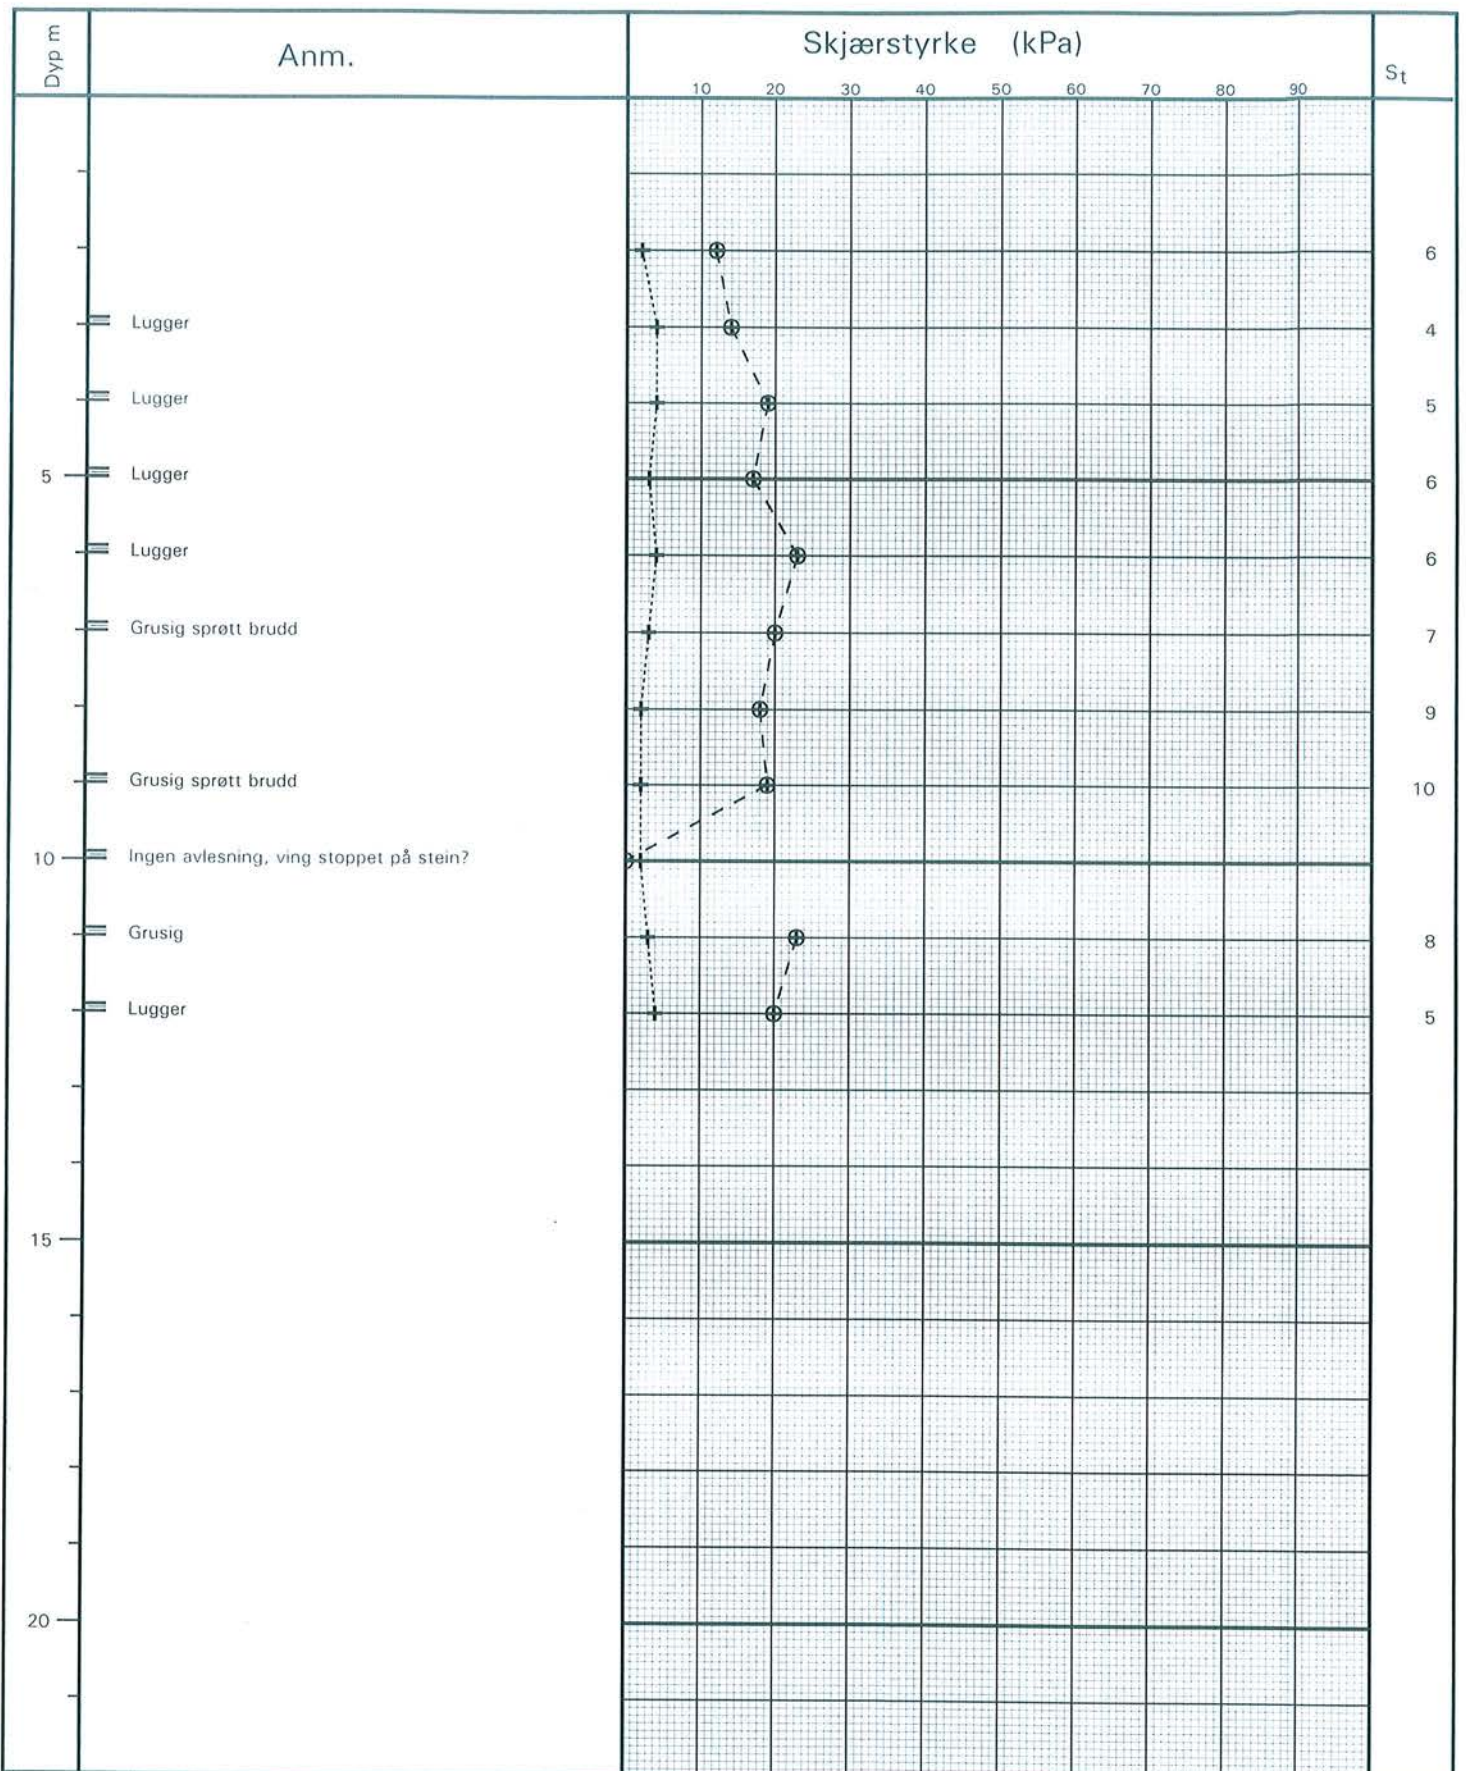 Dyp m
Anm.
Skjærstyrke (kPa)
St
10 20 30 40 50 60 70 80 90
6
Lugger 4
Lugger 5
5 Lugger 6
Lugger 6
Grusig sprøtt brudd 7
9
Grusig sprøtt brudd 10
10 Ingen avlesning, ving stoppet på stein?
Grusig 8
Lugger 5
15
20